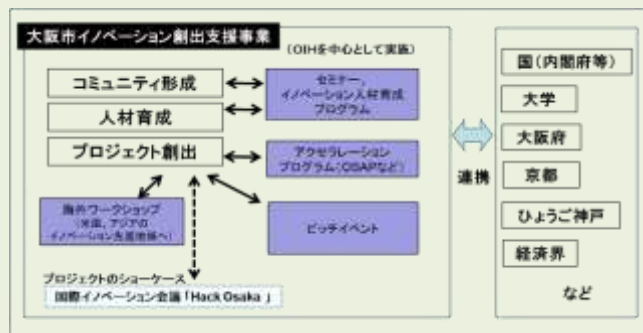 大阪市イノベーション創出支援事業
(OIHを中心として実施)
コミュニティ形成
人材育成
プロジェクト創出
セミナー、
イノベーション人材育成
プログラム
アクセラレーション
プログラム(OSAPなど)
海外ワークショップ
(米国、アジアの
イノベーション先進地域へ)
ピッチイベント
プロジェクトのショーケース
国際イノベーション会議「Hack Osaka」
連携
国(内閣府等)
大学
大阪府
京都
ひょうご神戸
経済界
など